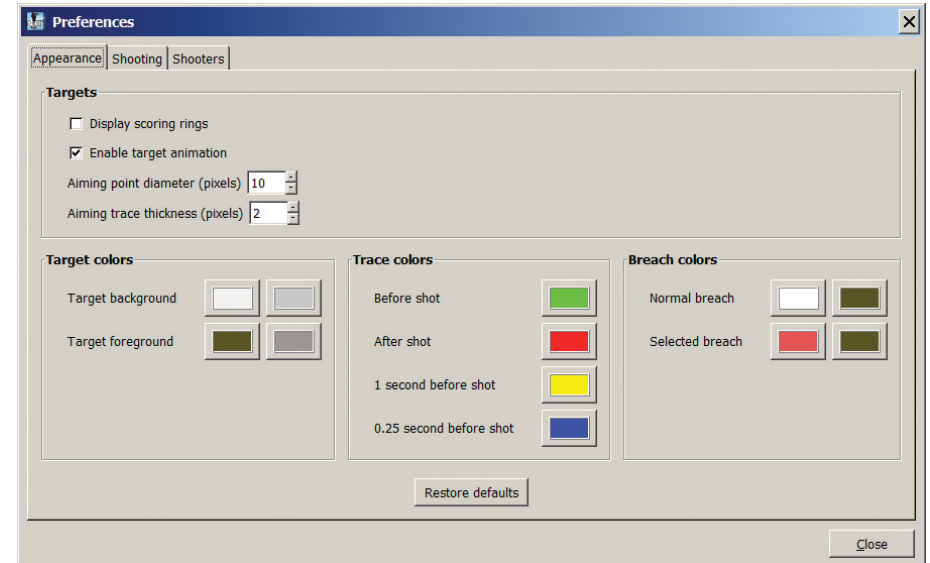 Preferences
Appearance Shooting Shooters
Targets
Display scoring rings
Enable target animation
Aiming point diameter (pixels) 10
Aiming trace thickness (pixels) 2
Target colors
Target background
Target foreground
Trace colors
Before shot
After shot
1 second before shot
0.25 second before shot
Breach colors
Normal breach
Selected breach
Restore defaults
Close